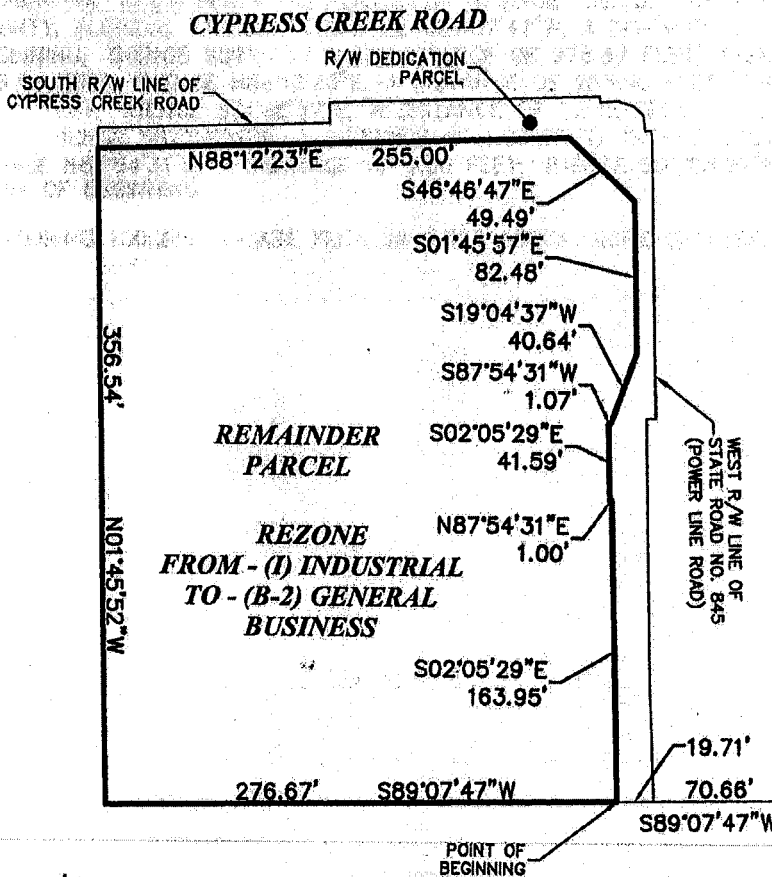 CYPRESS CREEK ROAD
R/W DEDICATION
PARCEL
SOUTH R/W LINE OF
CYPRESS CREEK ROAD
N88°12'23"E 255.00'
S46°46'47"E
49.49'
S01°45'57"E
82.48'
S19°04'37"W
40.64'
S87°54'31"W
1.07'
S02°05'29"E
41.59'
N87°54'31"E
1.00'
S02°05'29"E
163.95'
356.54'
N01°45'52"W
REMAINDER
PARCEL
REZONE
FROM - (I) INDUSTRIAL
TO - (B-2) GENERAL
BUSINESS
WEST R/W LINE OF
STATE ROAD NO. 845
(POWER LINE ROAD)
19.71'
276.67' S89°07'47"W
70.66'
S89°07'47"W
POINT OF
BEGINNING